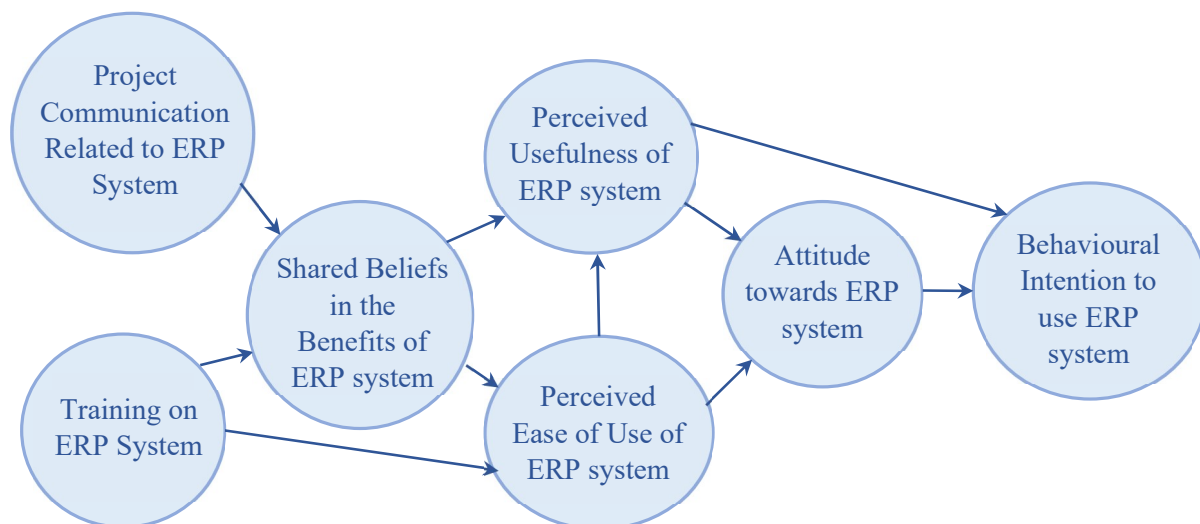 Project
Communication
Related to ERP
System
Training on
ERP System
Shared Beliefs
in the
Benefits of
ERP system
Perceived
Usefulness of
ERP system
Perceived
Ease of Use of
ERP system
Attitude
towards ERP
system
Behavioural
Intention to
use ERP
system